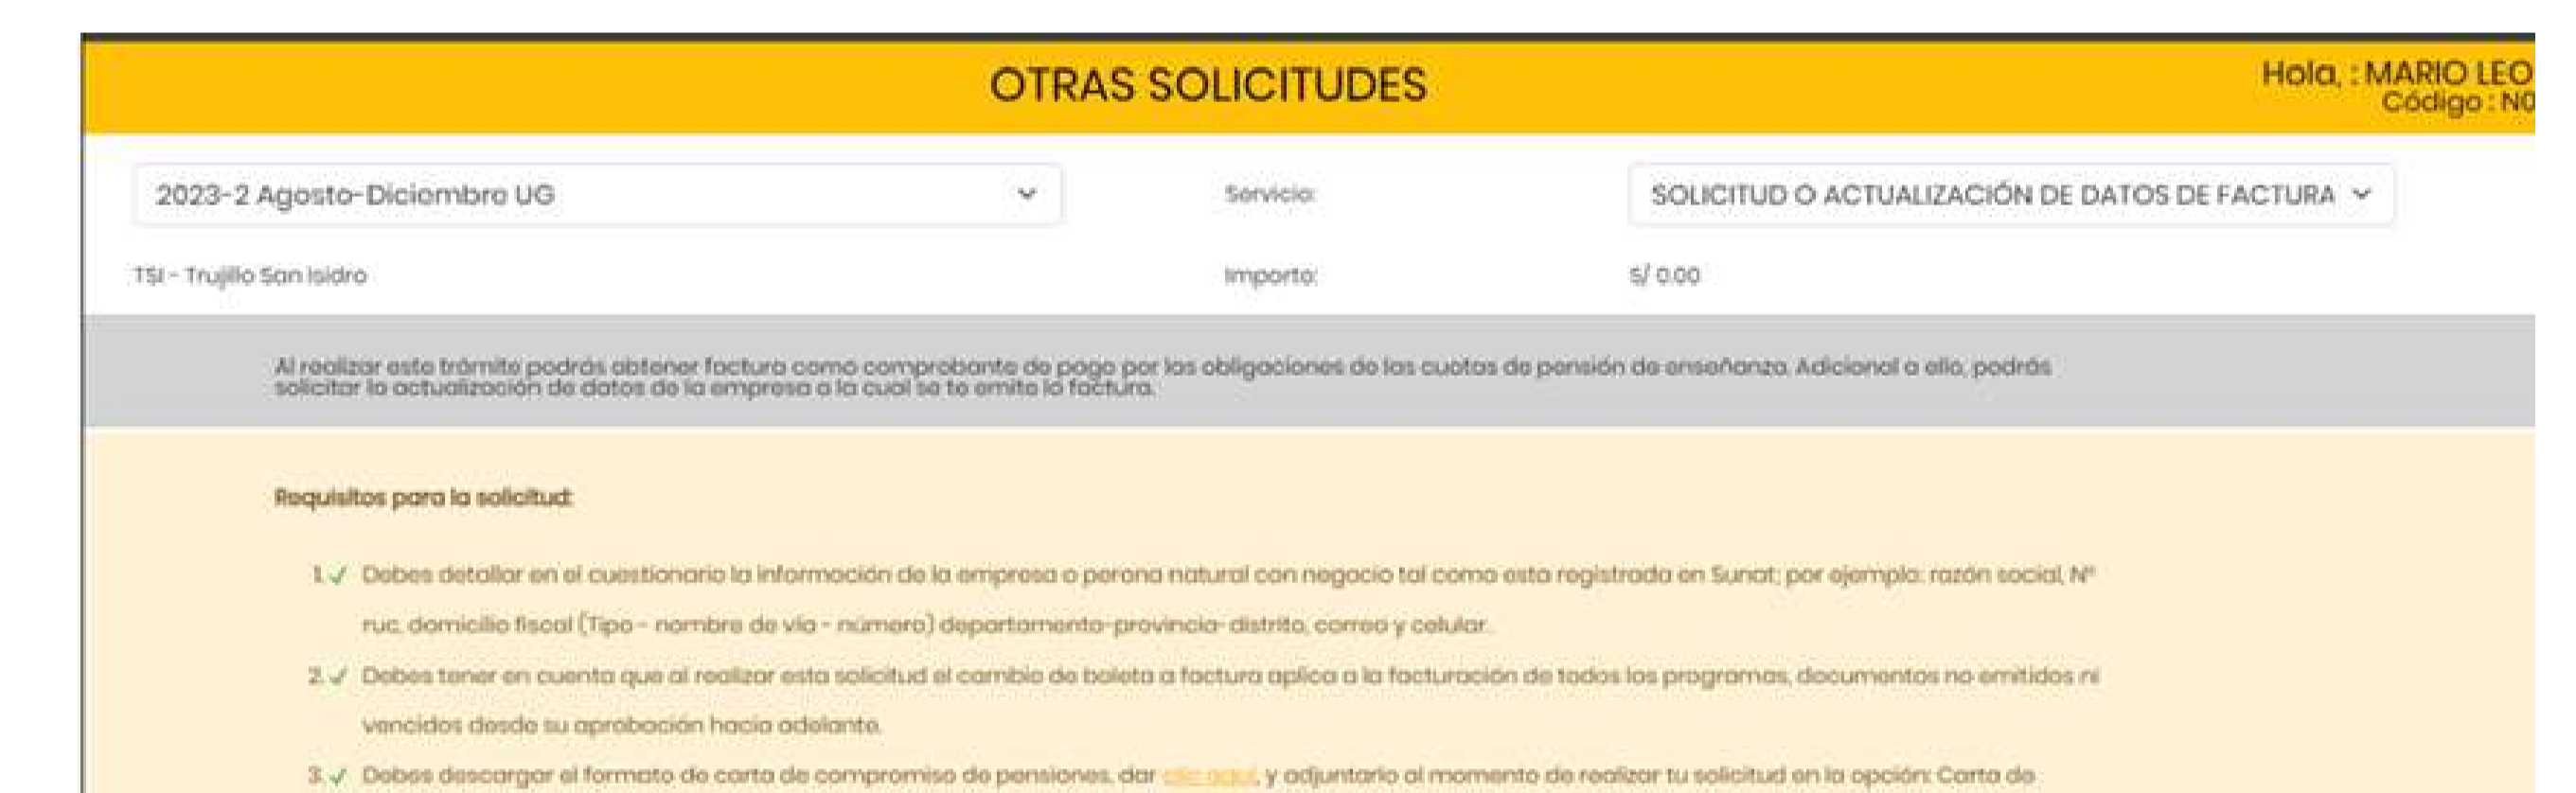 OTRAS SOLICITUDES
Hola, : MARIO LEO
Código : N0
2023-2 Agosto-Diciembre UG
Servicio:
SOLICITUD O ACTUALIZACIÓN DE DATOS DE FACTURA
TSI - Trujillo San Isidro
Importe:
S/ 0.00
Al realizar este trámite podrás obtener factura como comprobante de pago por las obligaciones de las cuotas de pensión de enseñanza. Adicional a ello, podrás
solicitar la actualización de datos de la empresa a la cual se te emite la factura.
Requisitos para la solicitud:
1. ✓ Debes detallar en el cuestionario la información de la empresa o perona natural con negocio tal como esta registrada en Sunat; por ejemplo: razón social, N°
ruc, domicilio fiscal (Tipo - nombre de vía - número) departamento-provincia-distrito, correo y celular.
2. ✓ Debes tener en cuenta que al realizar esta solicitud el cambio de boleta a factura aplica a la facturación de todos los programas, documentos no emitidos ni
vencidos desde su aprobación hacia adelante.
3. ✓ Debes descargar el formato de carta de compromiso de pensiones, dar clic aquí, y adjuntarlo al momento de realizar tu solicitud en la opción: Carta de